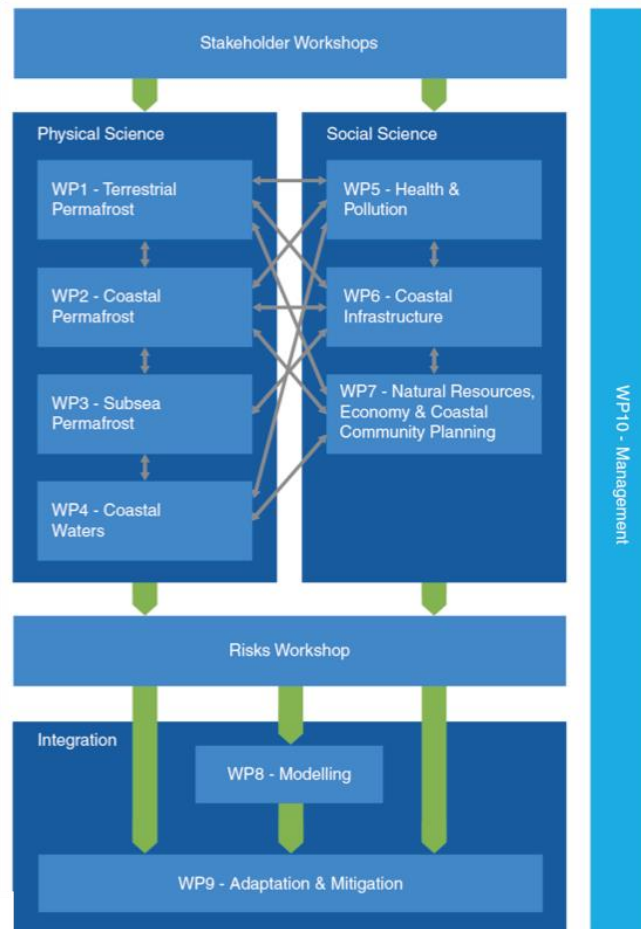 Stakeholder Workshops
Physical Science
WP1 - Terrestrial
Permafrost
WP2 - Coastal
Permafrost
WP3 - Subsea
Permafrost
WP4 - Coastal
Waters
Social Science
WP5 - Health &
Pollution
WP6 - Coastal
Infrastructure
WP7 - Natural Resources,
Economy & Coastal
Community Planning
Risks Workshop
Integration
WP8 - Modelling
WP9 - Adaptation & Mitigation
WP10 - Management